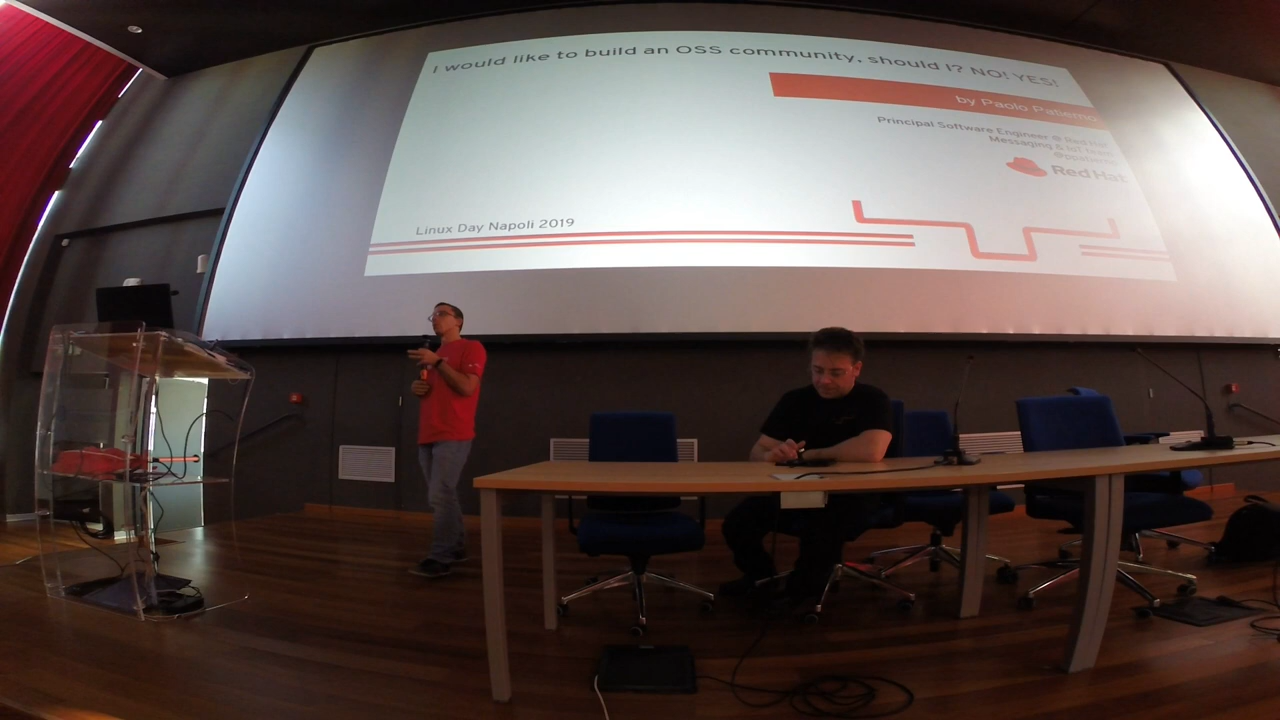 I would like to build an OSS community, should I? NO! YES!
by Paolo Patierno
Principal Software Engineer @ Red Hat
Messaging & IoT team
@ppatierno
Red Hat
Linux Day Napoli 2019